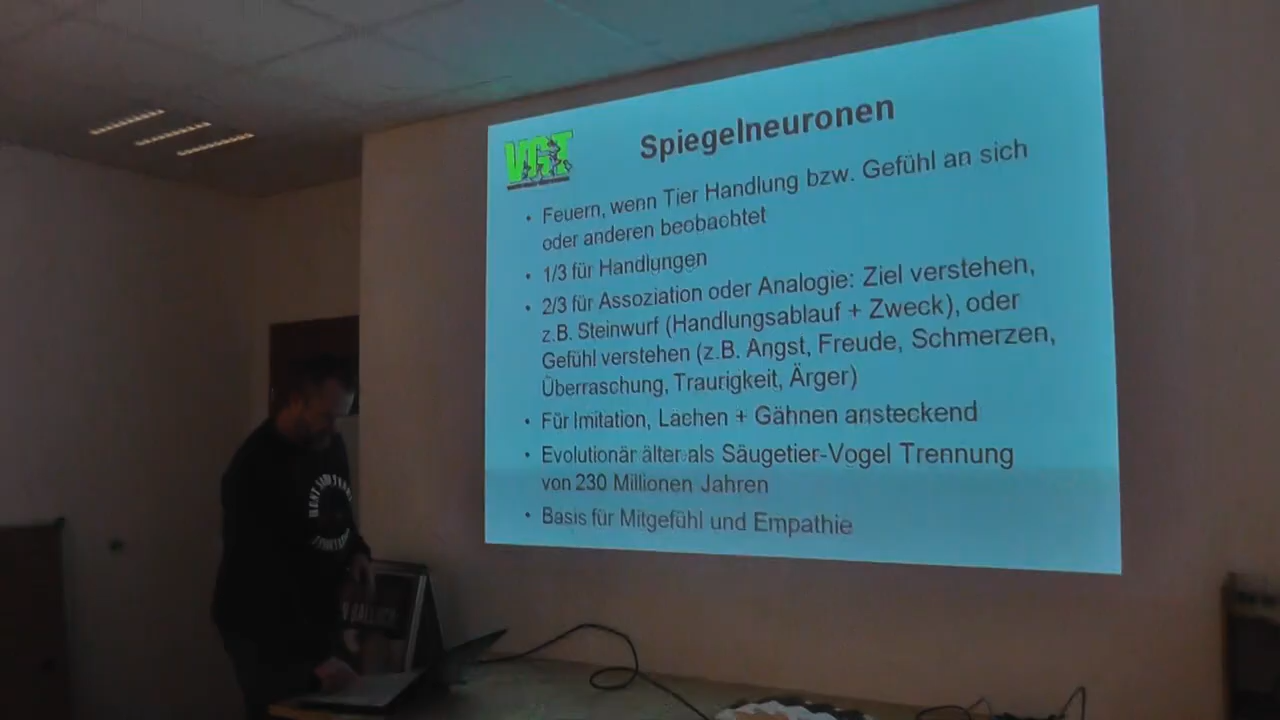 VGT
Spiegelneuronen
• Feuern, wenn Tier Handlung bzw. Gefühl an sich
oder anderen beobachtet
• 1/3 für Handlungen
• 2/3 für Assoziation oder Analogie: Ziel verstehen,
z.B. Steinwurf (Handlungsablauf + Zweck), oder
Gefühl verstehen (z.B. Angst, Freude, Schmerzen,
Überraschung, Traurigkeit, Ärger)
• Für Imitation, Lachen + Gähnen ansteckend
• Evolutionär älter als Säugetier-Vogel Trennung
von 230 Millionen Jahren
• Basis für Mitgefühl und Empathie